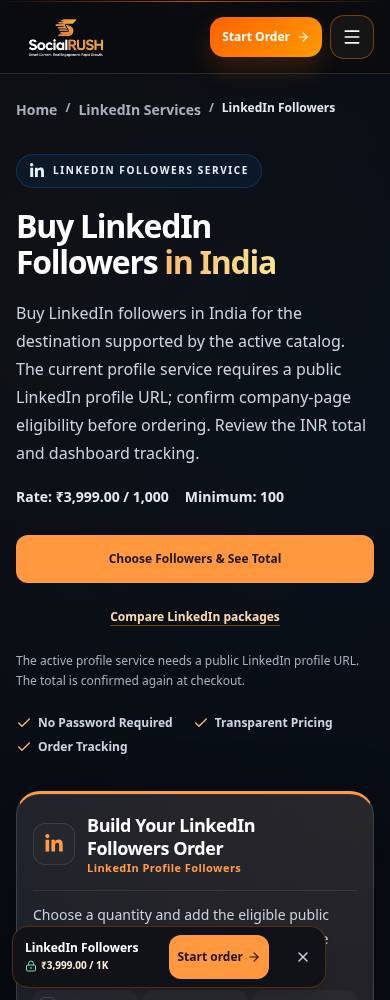 SocialRUSH
Start Order →
Home / LinkedIn Services / LinkedIn Followers
in LINKEDIN FOLLOWERS SERVICE
Buy LinkedIn
Followers in India
Buy LinkedIn followers in India for the
destination supported by the active catalog.
The current profile service requires a public
LinkedIn profile URL; confirm company-page
eligibility before ordering. Review the INR total
and dashboard tracking.
Rate: ₹3,999.00 / 1,000 Minimum: 100
Choose Followers & See Total
Compare LinkedIn packages
The active profile service needs a public LinkedIn profile URL.
The total is confirmed again at checkout.
No Password Required Transparent Pricing
Order Tracking
in Build Your LinkedIn
Followers Order
LinkedIn Profile Followers
Choose a quantity and add the eligible public
LinkedIn Followers
₹3,999.00 / 1K
Start order →